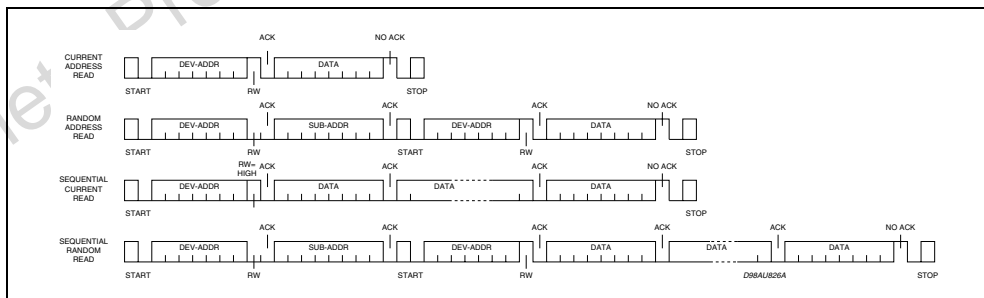 ACK NO ACK
CURRENT ADDRESS READ
DEV-ADDR DATA
START RW STOP
ACK ACK ACK NO ACK
RANDOM ADDRESS READ
DEV-ADDR SUB-ADDR DEV-ADDR DATA
START RW START RW STOP
RW= HIGH ACK ACK ACK NO ACK
SEQUENTIAL CURRENT READ
DEV-ADDR DATA DATA DATA
START STOP
ACK ACK ACK ACK ACK NO ACK
SEQUENTIAL RANDOM READ
DEV-ADDR SUB-ADDR DEV-ADDR DATA DATA DATA
START RW START RW D98AU826A STOP